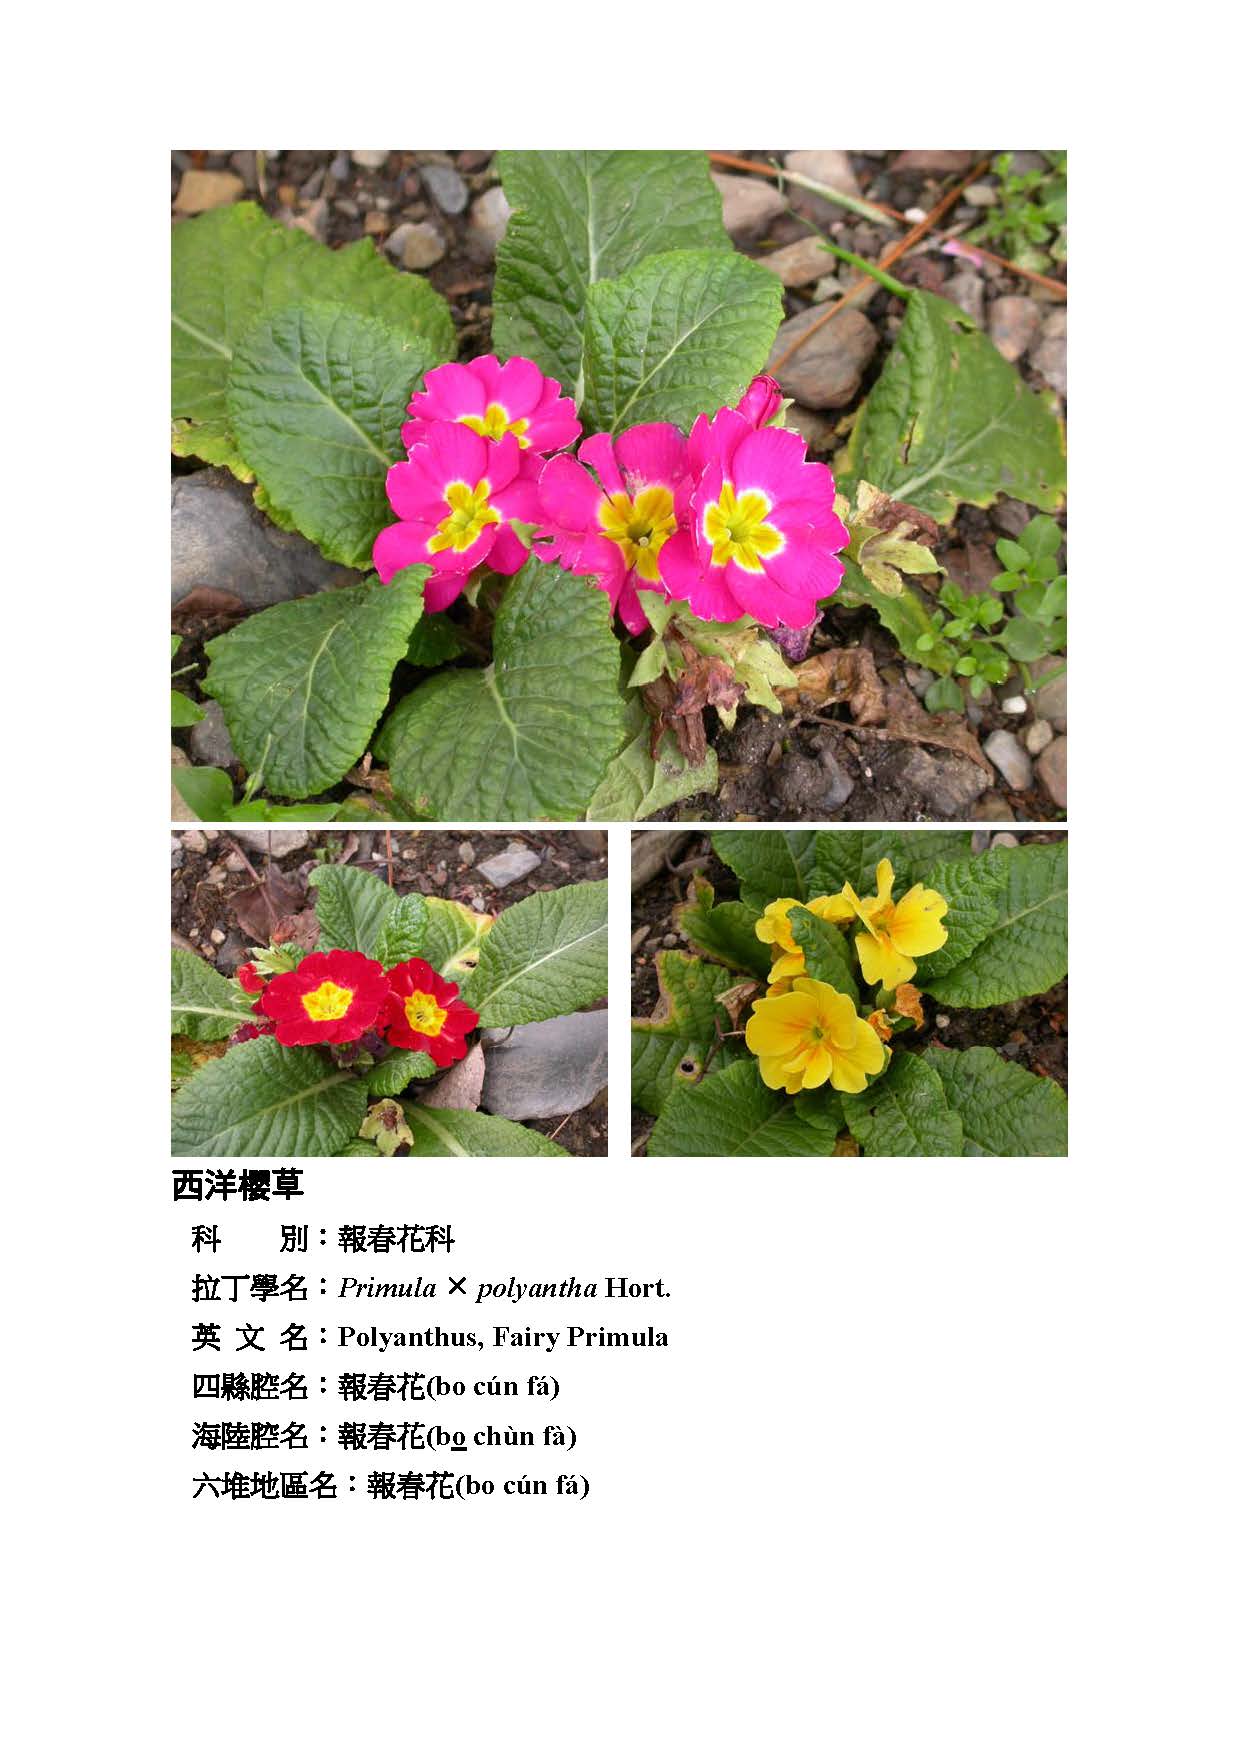 西洋櫻草
科　　別：報春花科
拉丁學名：Primula × polyantha Hort.
英 文 名：Polyanthus, Fairy Primula
四縣腔名：報春花(bo cún fá)
海陸腔名：報春花(bo chùn fà)
六堆地區名：報春花(bo cún fá)